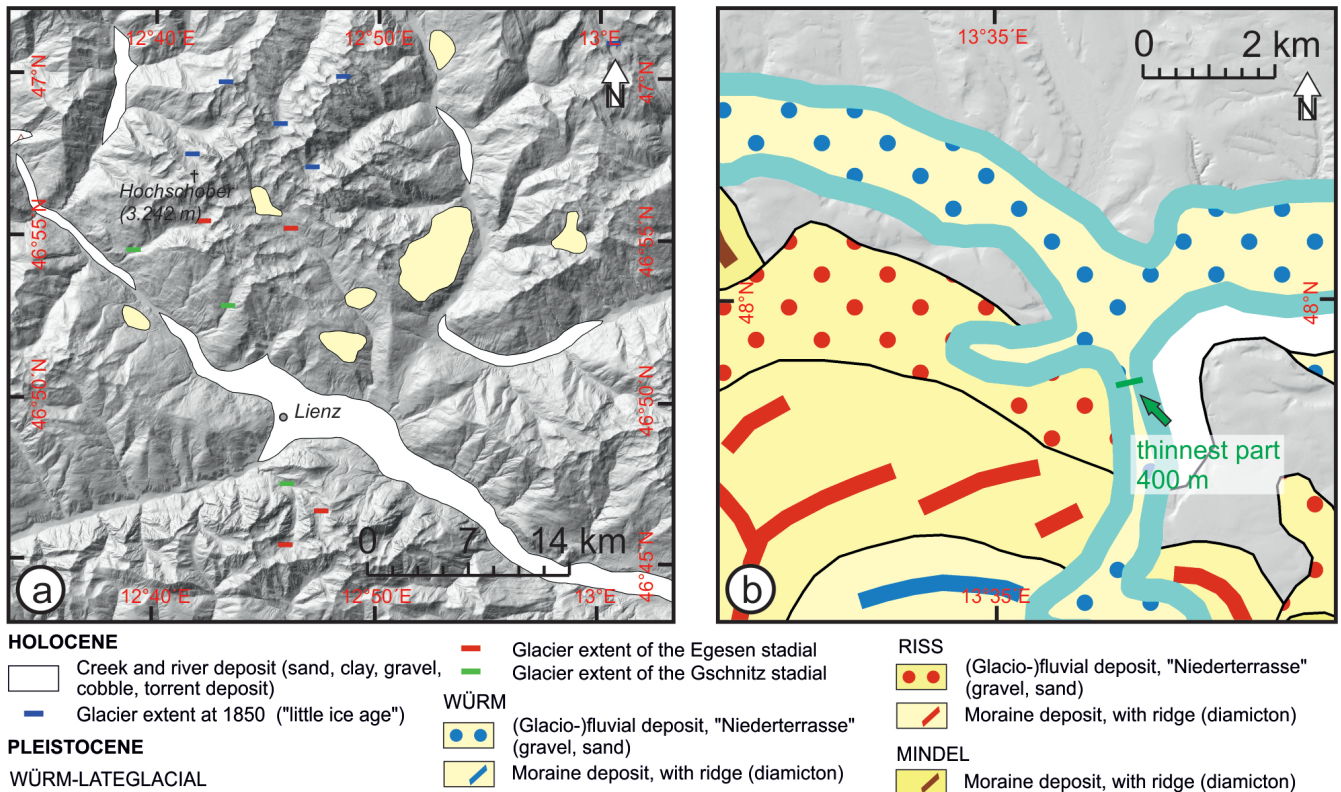 12°40´E
12°50´E
13°E
47°N
47°N
N
Hochschober
(3.242 m)
46°55´N
46°55´N
46°50´N
46°50´N
Lienz
0 7 14 km
46°45´N
a
12°40´E
12°50´E
13°E
13°35´E
0 2 km
N
48°N
48°N
thinnest part
400 m
b
13°35´E
HOLOCENE
Creek and river deposit (sand, clay, gravel,
cobble, torrent deposit)
Glacier extent at 1850 ("little ice age")
PLEISTOCENE
WÜRM-LATEGLACIAL
Glacier extent of the Egesen stadial
Glacier extent of the Gschnitz stadial
WÜRM
(Glacio-)fluvial deposit, "Niederterrasse"
(gravel, sand)
Moraine deposit, with ridge (diamicton)
RISS
(Glacio-)fluvial deposit, "Niederterrasse"
(gravel, sand)
Moraine deposit, with ridge (diamicton)
MINDEL
Moraine deposit, with ridge (diamicton)